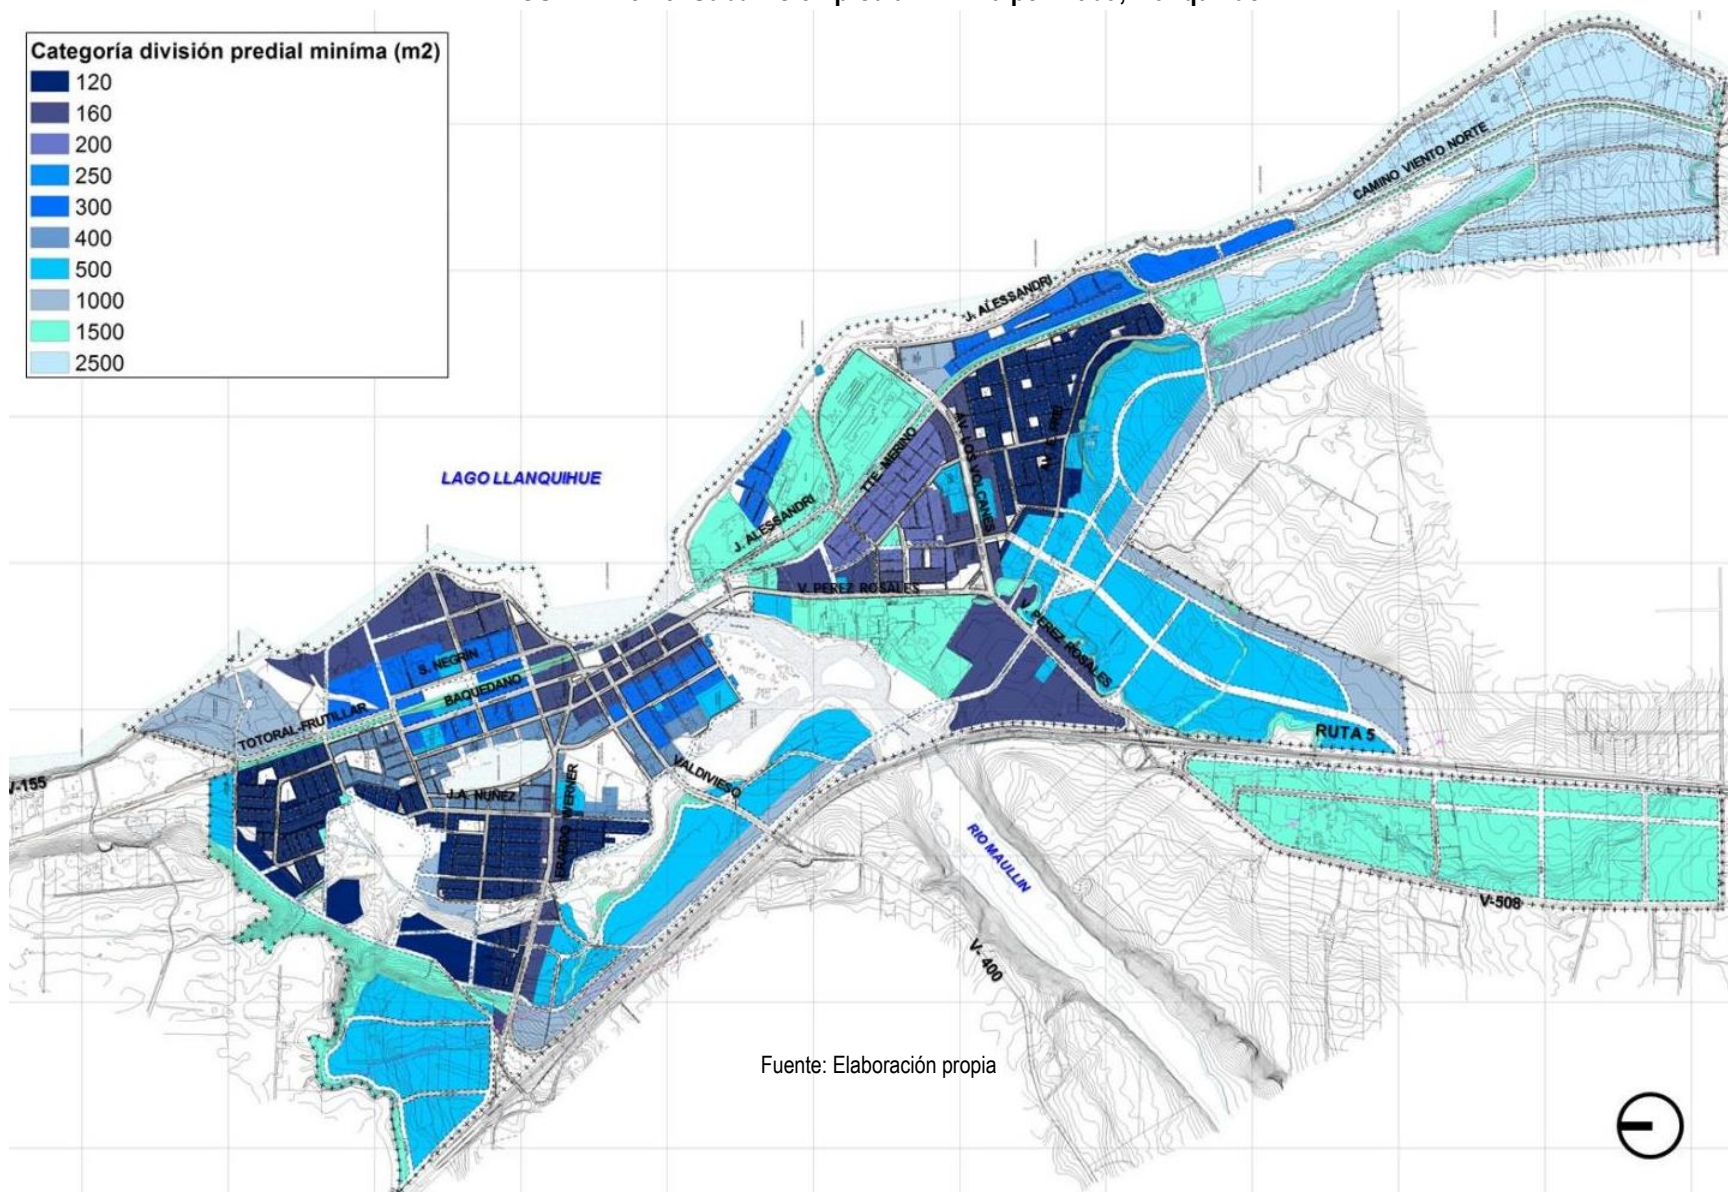 Categoría división predial miníma (m2)
120
160
200
250
300
400
500
1000
1500
2500
CAMINO VIENTO NORTE
J. ALESSANDRI
AV. LOS VOLCANES
TTE. MERINO
LAGO LLANQUIHUE
J. ALESSANDRI
V. PEREZ ROSALES
V. PEREZ ROSALES
S. NEGRIN
BAQUEDANO
TOTORAL-FRUTILLAR
RUTA 5
VALDIVIESO
J.A. NUÑEZ
WERNER
RIO MAULLIN
V-508
V- 400
Fuente: Elaboración propia